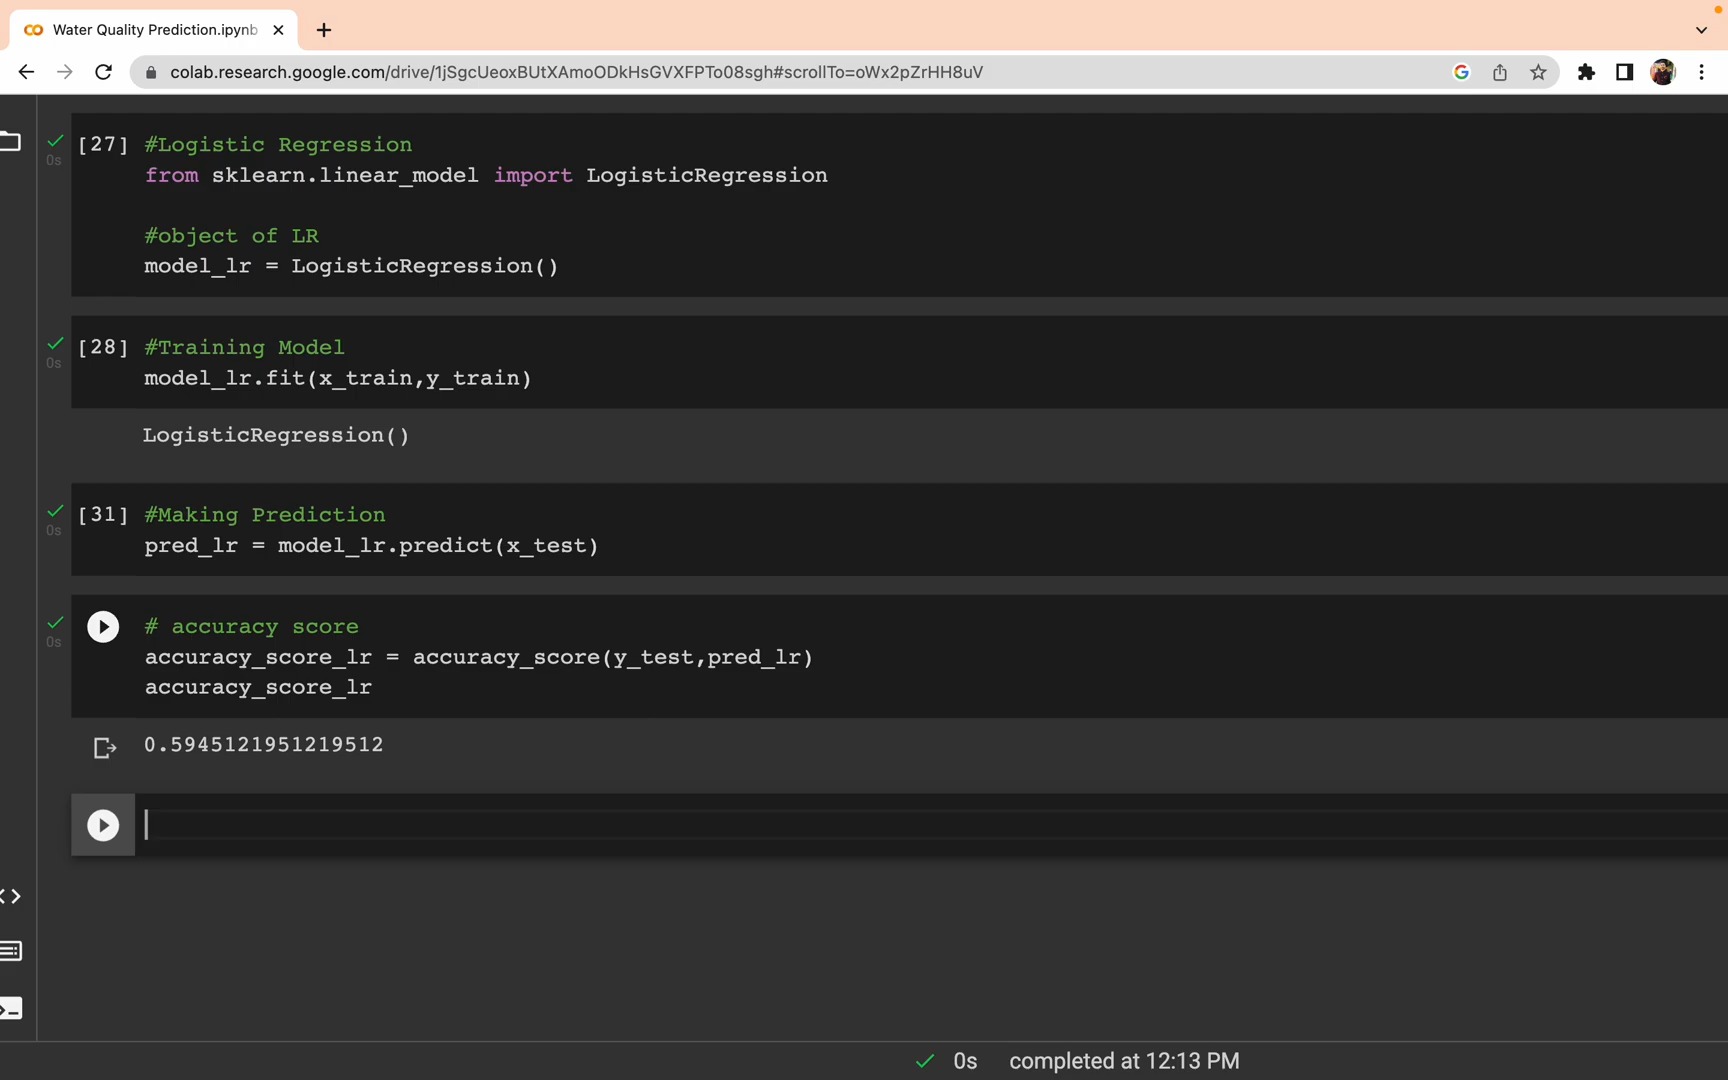 Water Quality Prediction.ipynb
colab.research.google.com/drive/1jSgcUeoxBUtXAmoODkHsGVXFPTo08sgh#scrollTo=oWx2pZrHH8uV
[27] #Logistic Regression
0s
from sklearn.linear_model import LogisticRegression
#object of LR
model_lr = LogisticRegression()
[28] #Training Model
0s
model_lr.fit(x_train,y_train)
LogisticRegression()
[31] #Making Prediction
0s
pred_lr = model_lr.predict(x_test)
# accuracy score
0s
accuracy_score_lr = accuracy_score(y_test,pred_lr)
accuracy_score_lr
0.5945121951219512
0s completed at 12:13 PM